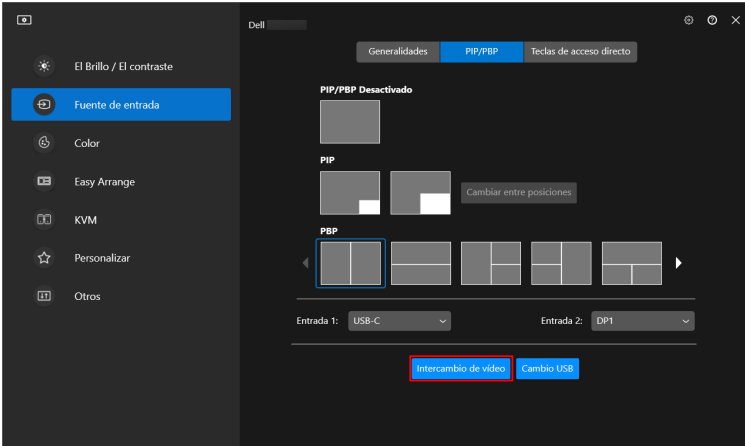 Dell
Generalidades
PIP/PBP
Teclas de acceso directo
El Brillo / El contraste
Fuente de entrada
Color
Easy Arrange
KVM
Personalizar
Otros
PIP/PBP Desactivado
PIP
Cambiar entre posiciones
PBP
Entrada 1: USB-C
Entrada 2: DP1
Intercambio de vídeo
Cambio USB